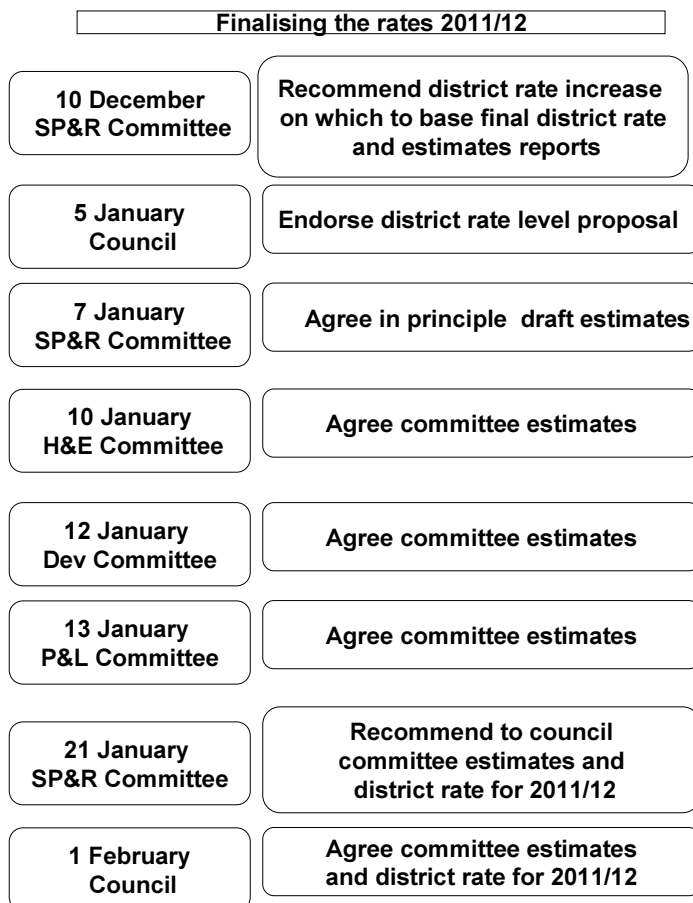 Finalising the rates 2011/12
10 December
SP&R Committee
Recommend district rate increase
on which to base final district rate
and estimates reports
5 January
Council
Endorse district rate level proposal
7 January
SP&R Committee
Agree in principle draft estimates
10 January
H&E Committee
Agree committee estimates
12 January
Dev Committee
Agree committee estimates
13 January
P&L Committee
Agree committee estimates
21 January
SP&R Committee
Recommend to council
committee estimates and
district rate for 2011/12
1 February
Council
Agree committee estimates
and district rate for 2011/12